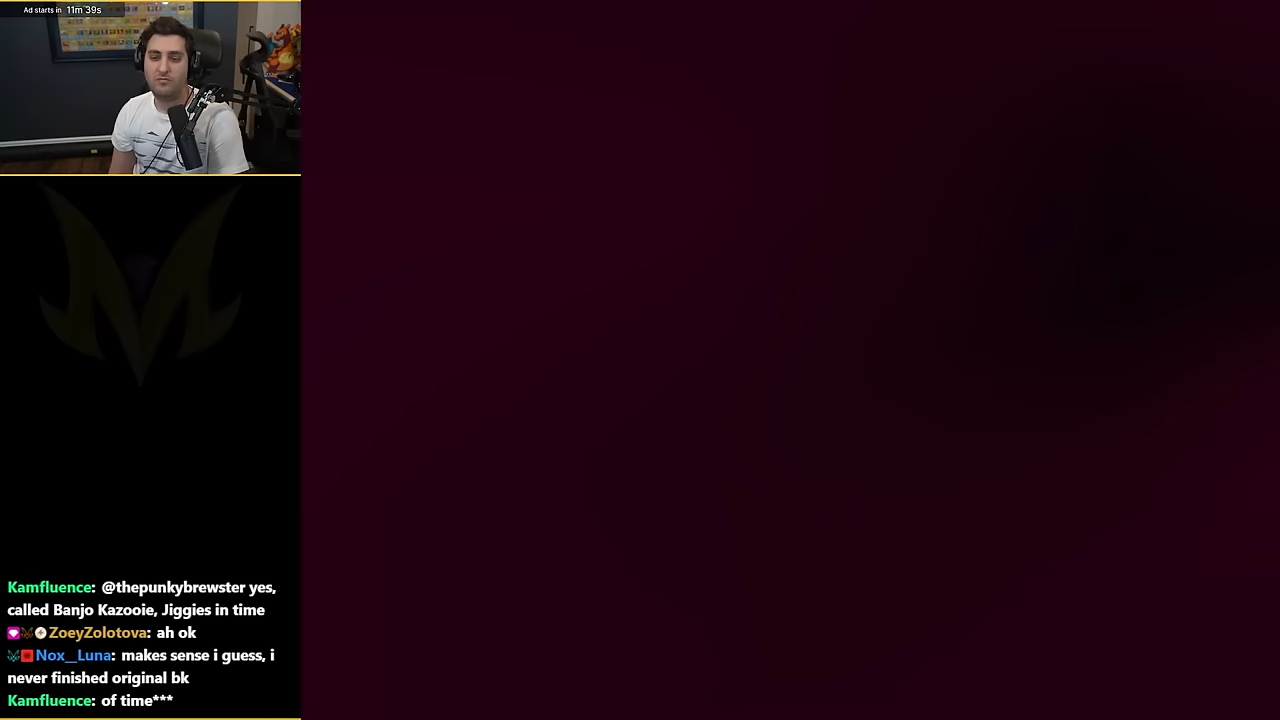 Ad starts in 11m 39s
Kamfluence: @thepunkybrewster yes,
called Banjo Kazooie, Jiggies in time
ZoeyZolotova: ah ok
Nox__Luna: makes sense i guess, i
never finished original bk
Kamfluence: of time***